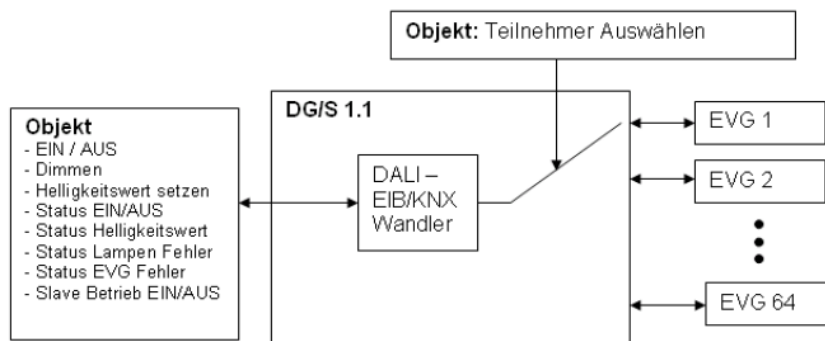 Objekt: Teilnehmer Auswählen
DG/S 1.1
Objekt
- EIN / AUS
- Dimmen
- Helligkeitswert setzen
- Status EIN/AUS
- Status Helligkeitswert
- Status Lampen Fehler
- Status EVG Fehler
- Slave Betrieb EIN/AUS
DALI –
EIB/KNX
Wandler
EVG 1
EVG 2
EVG 64